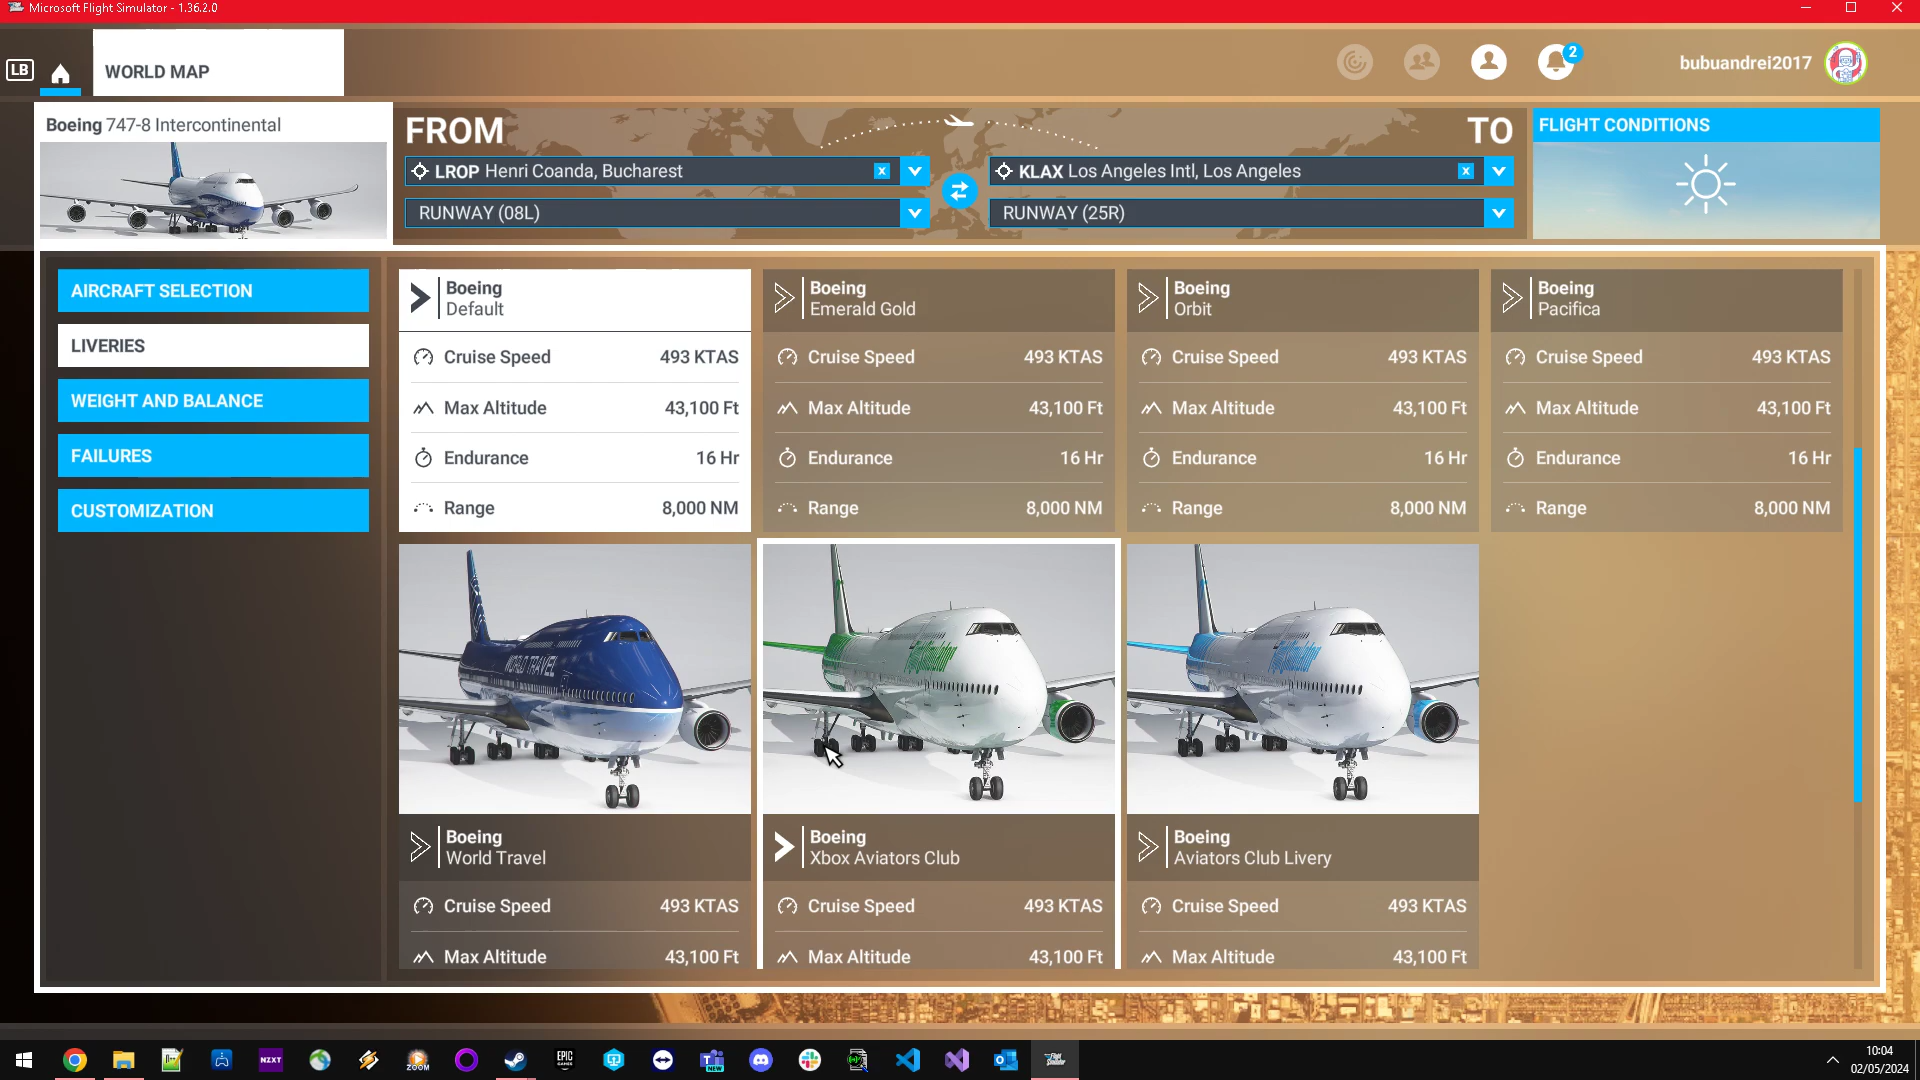 Microsoft Flight Simulator - 1.36.2.0
LB
WORLD MAP
2
bubuandrei2017
Boeing 747-8 Intercontinental
FROM
TO
FLIGHT CONDITIONS
LROP Henri Coanda, Bucharest
x
KLAX Los Angeles Intl, Los Angeles
x
RUNWAY (08L)
RUNWAY (25R)
AIRCRAFT SELECTION
LIVERIES
WEIGHT AND BALANCE
FAILURES
CUSTOMIZATION
Boeing
Default
Cruise Speed 493 KTAS
Max Altitude 43,100 Ft
Endurance 16 Hr
Range 8,000 NM
Boeing
Emerald Gold
Cruise Speed 493 KTAS
Max Altitude 43,100 Ft
Endurance 16 Hr
Range 8,000 NM
Boeing
Orbit
Cruise Speed 493 KTAS
Max Altitude 43,100 Ft
Endurance 16 Hr
Range 8,000 NM
Boeing
Pacifica
Cruise Speed 493 KTAS
Max Altitude 43,100 Ft
Endurance 16 Hr
Range 8,000 NM
WORLD TRAVEL
Boeing
World Travel
Cruise Speed 493 KTAS
Max Altitude 43,100 Ft
Boeing
Xbox Aviators Club
Cruise Speed 493 KTAS
Max Altitude 43,100 Ft
Boeing
Aviators Club Livery
Cruise Speed 493 KTAS
Max Altitude 43,100 Ft
NZXT
ZOOM
EPIC
GAMES
NEW
10:04
02/05/2024